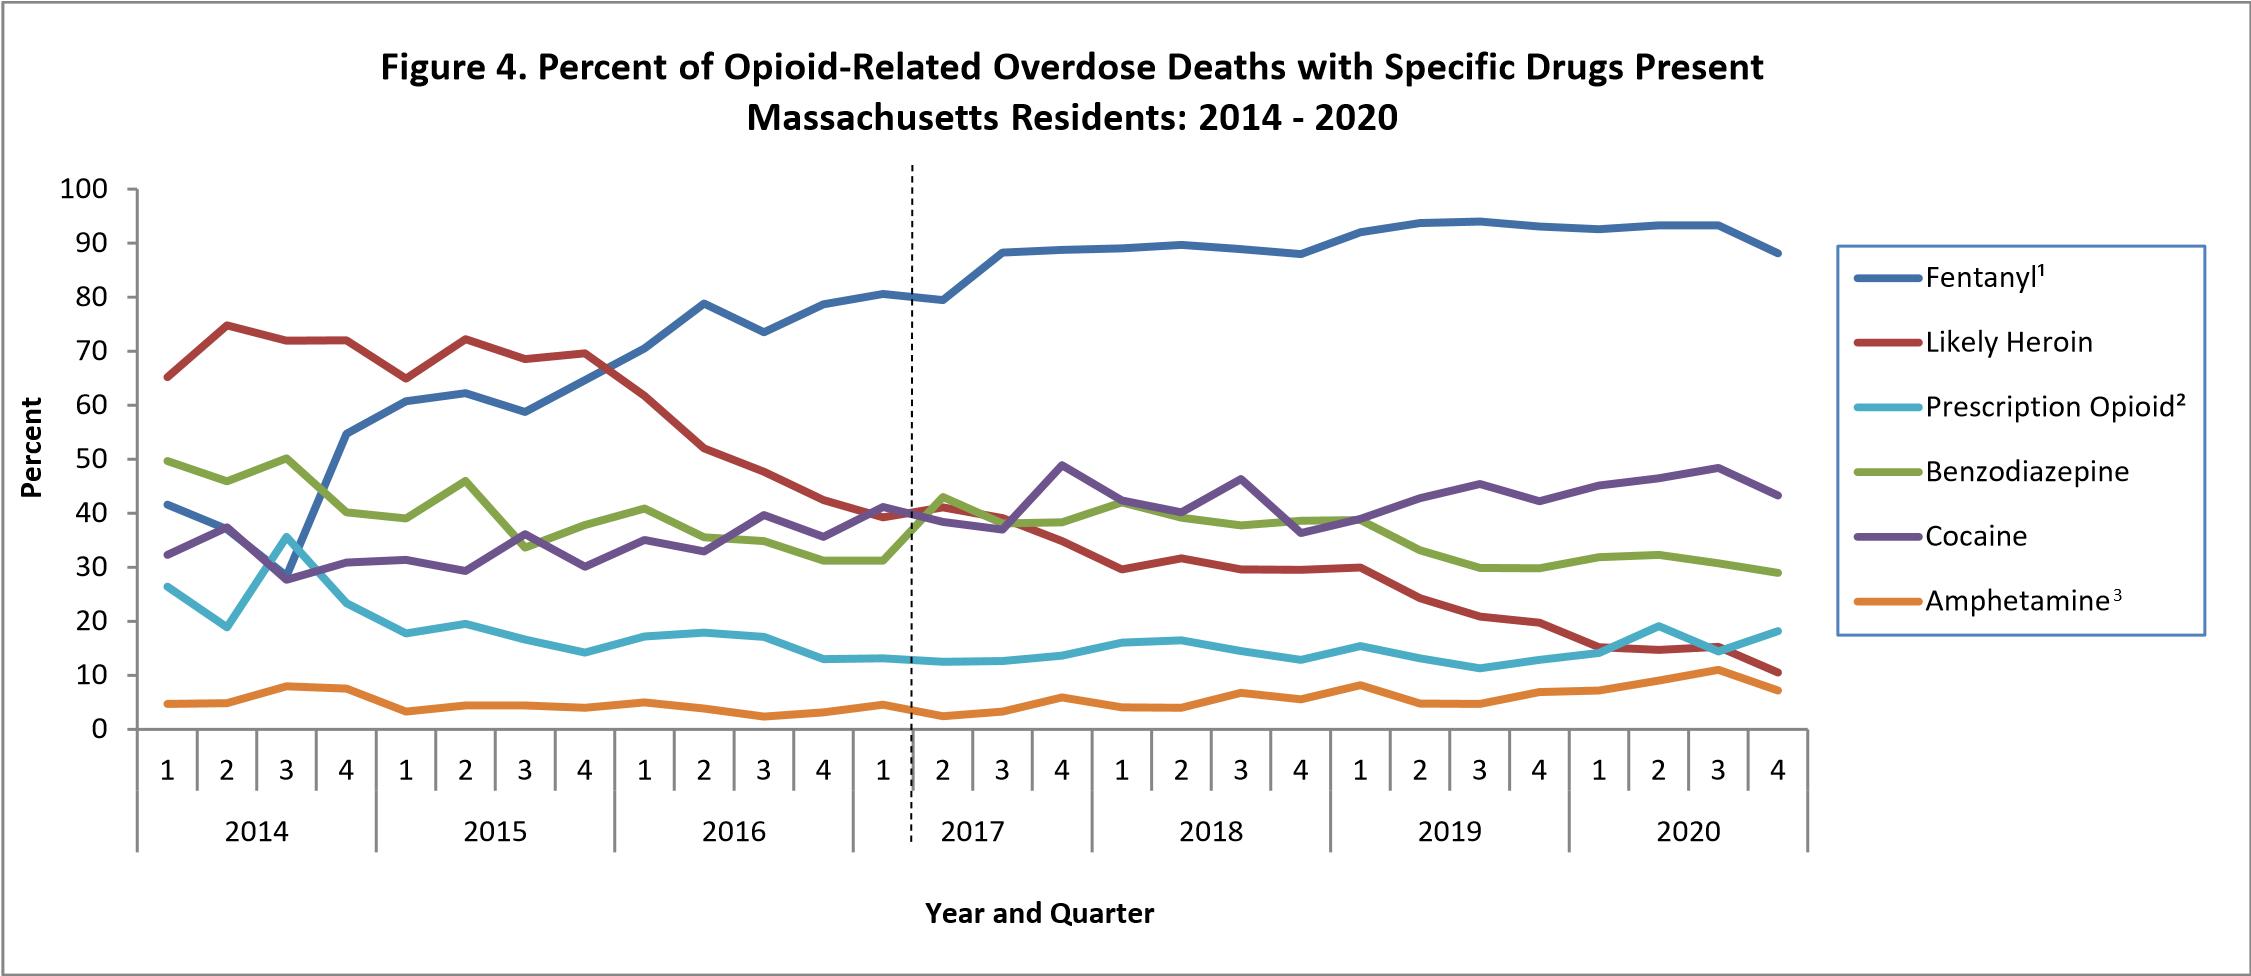 Figure 4. Percent of Opioid-Related Overdose Deaths with Specific Drugs Present
Massachusetts Residents: 2014 - 2020
100
90
80
70
60
50
40
30
20
10
0
Percent
1 2 3 4 1 2 3 4 1 2 3 4 1 2 3 4 1 2 3 4 1 2 3 4 1 2 3 4
2014 2015 2016 2017 2018 2019 2020
Year and Quarter
Fentanyl¹
Likely Heroin
Prescription Opioid²
Benzodiazepine
Cocaine
Amphetamine³